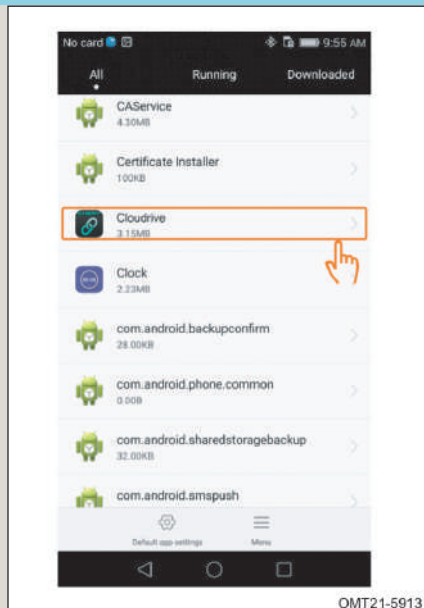 No card 9:55 AM
All Running Downloaded
CAService
4.30MB
Certificate Installer
100KB
Cloudrive
3.15MB
Clock
2.23MB
com.android.backupconfirm
28.00KB
com.android.phone.common
0.00B
com.android.sharedstoragebackup
32.00KB
com.android.smspush
Default app settings Menu
OMT21-5913